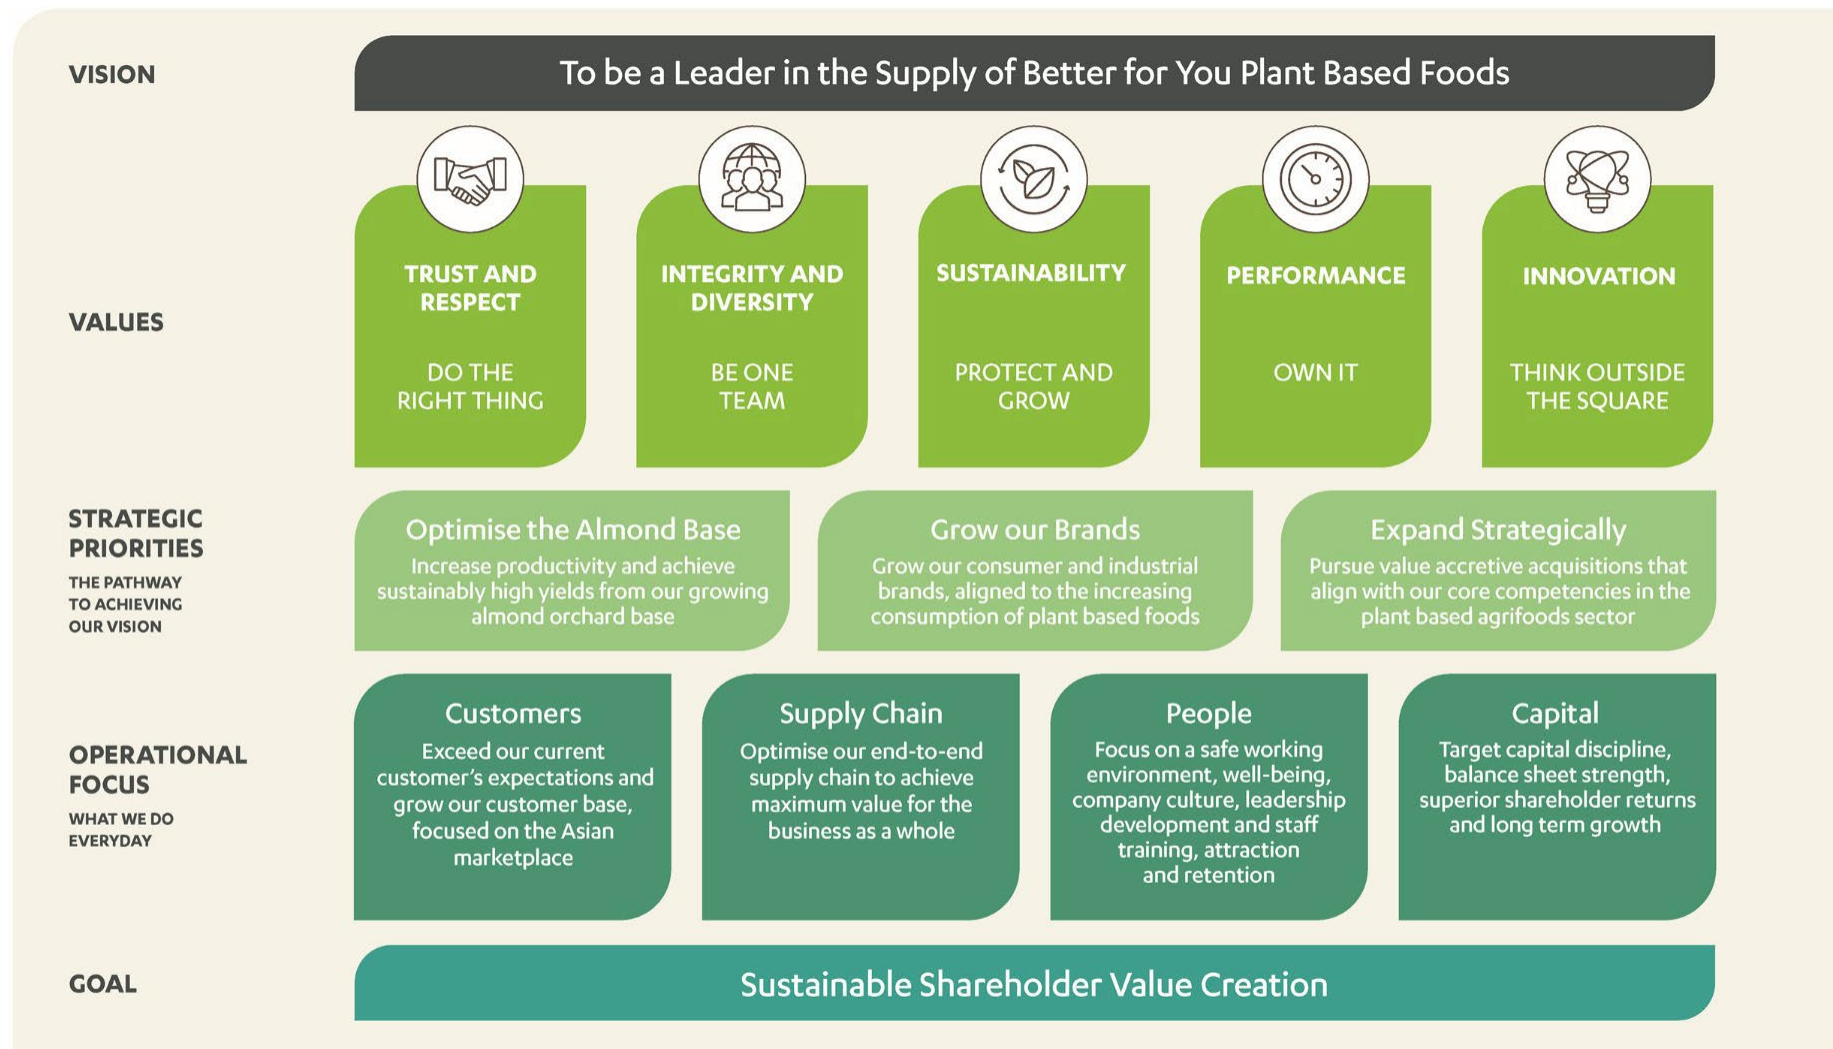 VISION
To be a Leader in the Supply of Better for You Plant Based Foods
VALUES
TRUST AND
RESPECT
DO THE
RIGHT THING
INTEGRITY AND
DIVERSITY
BE ONE
TEAM
SUSTAINABILITY
PROTECT AND
GROW
PERFORMANCE
OWN IT
INNOVATION
THINK OUTSIDE
THE SQUARE
STRATEGIC
PRIORITIES
THE PATHWAY
TO ACHIEVING
OUR VISION
Optimise the Almond Base
Increase productivity and achieve
sustainably high yields from our growing
almond orchard base
Grow our Brands
Grow our consumer and industrial
brands, aligned to the increasing
consumption of plant based foods
Expand Strategically
Pursue value accretive acquisitions that
align with our core competencies in the
plant based agrifoods sector
OPERATIONAL
FOCUS
WHAT WE DO
EVERYDAY
Customers
Exceed our current
customer's expectations and
grow our customer base,
focused on the Asian
marketplace
Supply Chain
Optimise our end-to-end
supply chain to achieve
maximum value for the
business as a whole
People
Focus on a safe working
environment, well-being,
company culture, leadership
development and staff
training, attraction
and retention
Capital
Target capital discipline,
balance sheet strength,
superior shareholder returns
and long term growth
GOAL
Sustainable Shareholder Value Creation